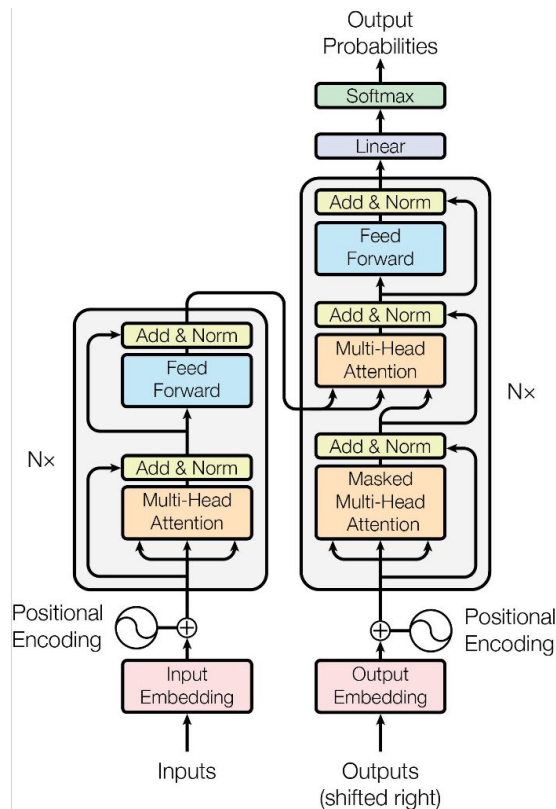 Output
Probabilities
Softmax
Linear
Add & Norm
Feed
Forward
Add & Norm
Multi-Head
Attention
Add & Norm
Masked
Multi-Head
Attention
N×
Positional
Encoding
Output
Embedding
Outputs
(shifted right)
Add & Norm
Feed
Forward
Add & Norm
Multi-Head
Attention
N×
Positional
Encoding
Input
Embedding
Inputs